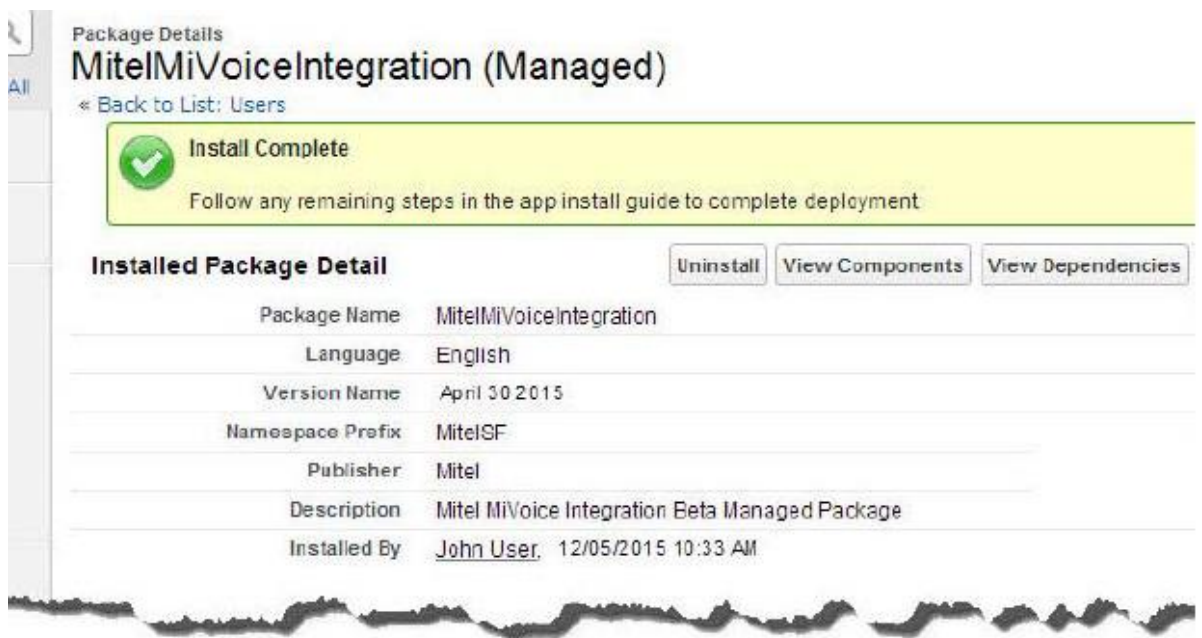 Package Details
MitelMiVoiceIntegration (Managed)
All
« Back to List: Users
Install Complete
Follow any remaining steps in the app install guide to complete deployment
Installed Package Detail
Uninstall View Components View Dependencies
Package Name MitelMiVoiceIntegration
Language English
Version Name April 30 2015
Namespace Prefix MitelSF
Publisher Mitel
Description Mitel MiVoice Integration Beta Managed Package
Installed By John User, 12/05/2015 10:33 AM